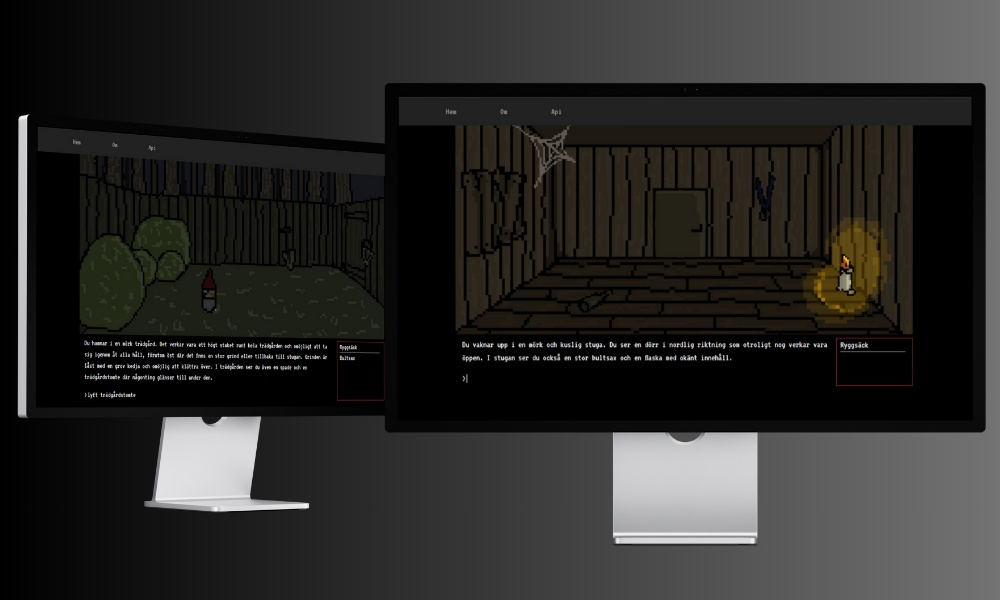 Hem Om Api
Du hamnar i en mörk trädgård. Det verkar vara ett högt staket runt hela trädgården och omöjligt att ta
sig igenom åt alla håll, förutom öst där det finns en stor grind eller tillbaka till stugan. Grinden är
låst med en grov kedja och omöjlig att klättra över. I trädgården ser du även en spade och en
trädgårdstomte där någonting glänser till under den.
⟩lyft trädgårdstomte
Ryggsäck
Bultsax
Hem Om Api
Du vaknar upp i en mörk och kuslig stuga. Du ser en dörr i nordlig riktning som otroligt nog verkar vara
öppen. I stugan ser du också en stor bultsax och en flaska med okänt innehåll.
⟩
Ryggsäck